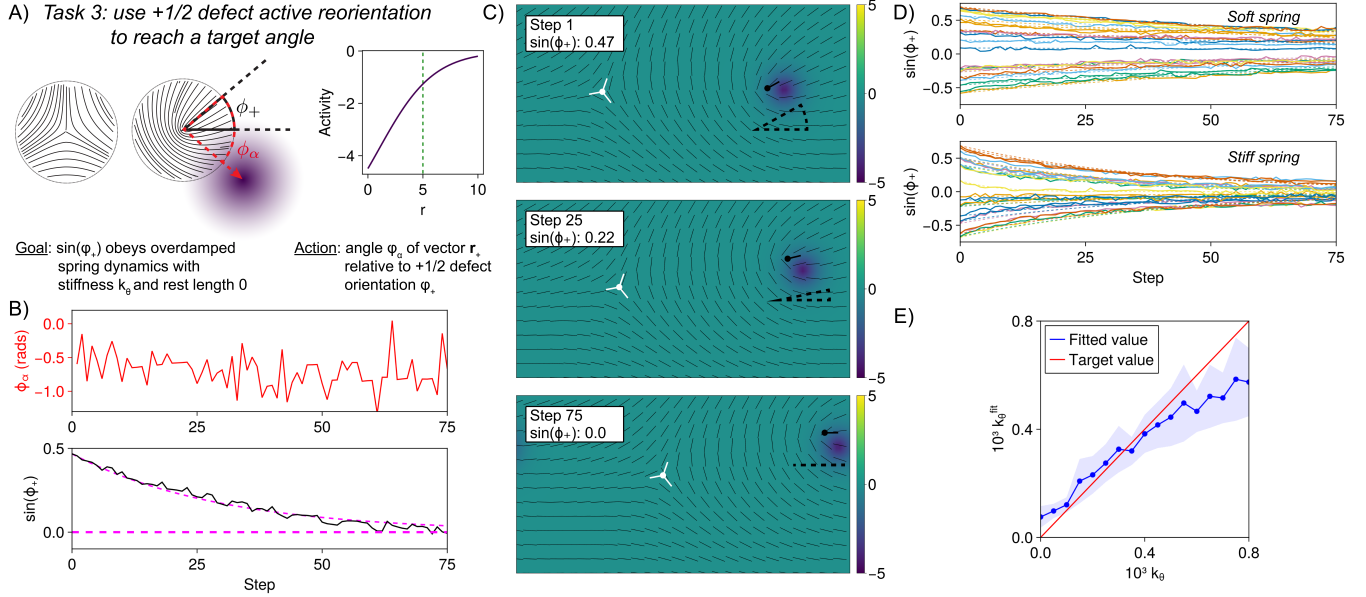 A)
Task 3: use +1/2 defect active reorientation
to reach a target angle
ϕ+
ϕα
0
−2
−4
Activity
0
5
10
r
Goal: sin(φ+) obeys overdamped
spring dynamics with
stiffness kθ and rest length 0
Action: angle φα of vector r+
relative to +1/2 defect
orientation φ+
B)
0.0
−0.5
−1.0
ϕα (rads)
0
25
50
75
0.5
0.0
sin(ϕ+)
0
25
50
75
Step
C)
Step 1
sin(ϕ+): 0.47
5
0
−5
Step 25
sin(ϕ+): 0.22
5
0
−5
Step 75
sin(ϕ+): 0.0
5
0
−5
D)
Soft spring
0.5
0.0
−0.5
sin(ϕ+)
0
25
50
75
Stiff spring
0.5
0.0
−0.5
sin(ϕ+)
0
25
50
75
Step
E)
Fitted value
Target value
0.8
0.4
0.0
10³ kθfit
0.0
0.4
0.8
10³ kθ